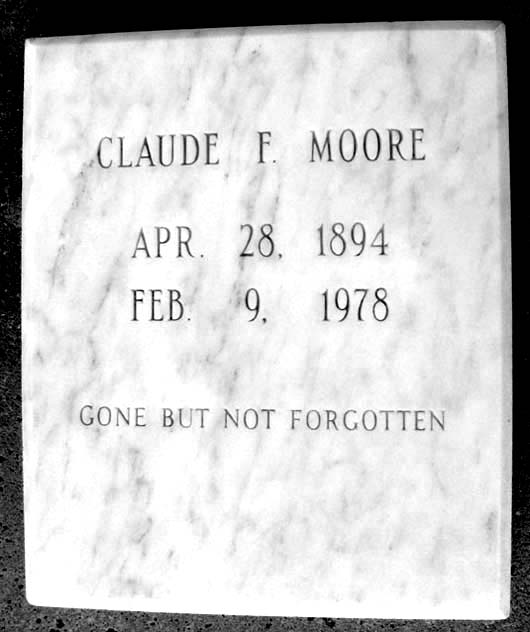 CLAUDE F. MOORE
APR. 28, 1894
FEB. 9, 1978
GONE BUT NOT FORGOTTEN